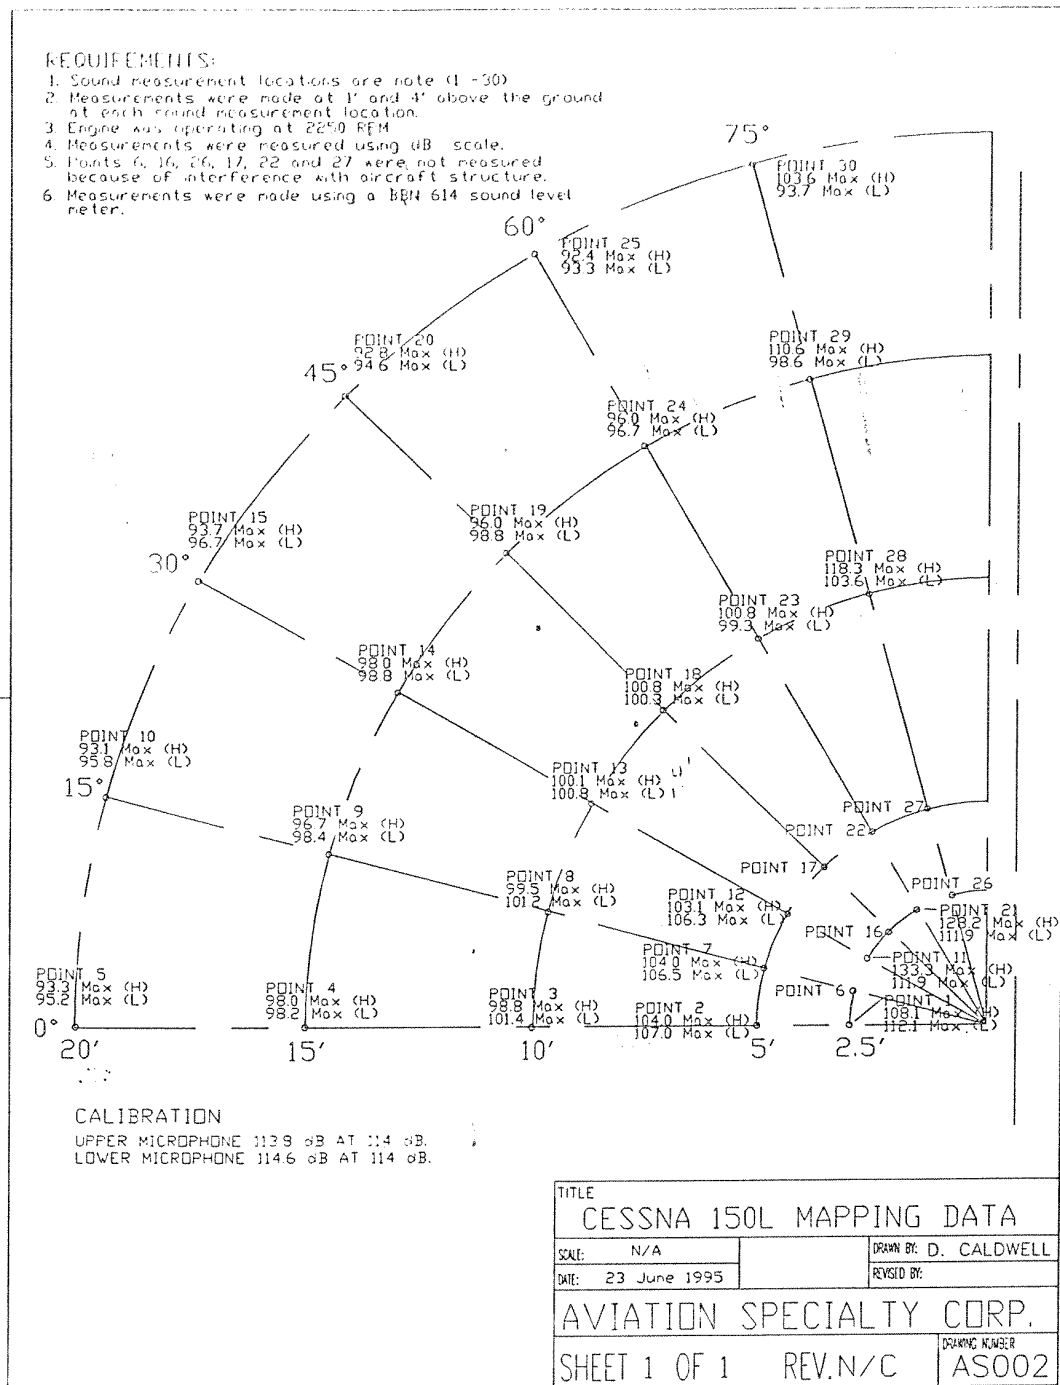 REQUIREMENTS:
1. Sound measurement locations are note (1 -30)
2. Measurements were made at 1' and 4' above the ground
at each sound measurement location.
3. Engine was operating at 2250 RPM
4. Measurements were measured using dB scale.
5. Points 6, 16, 26, 17, 22 and 27 were not measured
because of interference with aircraft structure.
6. Measurements were made using a BBN 614 sound level
meter.
75°
POINT 30
103.6 Max (H)
93.7 Max (L)
60°
POINT 25
92.4 Max (H)
93.3 Max (L)
POINT 20
92.8 Max (H)
94.6 Max (L)
45°
POINT 29
110.6 Max (H)
98.6 Max (L)
POINT 24
96.0 Max (H)
96.7 Max (L)
POINT 19
96.0 Max (H)
98.8 Max (L)
POINT 15
93.7 Max (H)
96.7 Max (L)
30°
POINT 28
118.3 Max (H)
103.6 Max (L)
POINT 23
100.8 Max (H)
99.3 Max (L)
POINT 14
98.0 Max (H)
98.8 Max (L)
POINT 18
100.8 Max (H)
100.3 Max (L)
POINT 10
93.1 Max (H)
95.8 Max (L)
15°
POINT 13
100.1 Max (H)
100.8 Max (L)
POINT 9
96.7 Max (H)
98.4 Max (L)
POINT 27
POINT 22
POINT 17
POINT 8
99.5 Max (H)
101.2 Max (L)
POINT 12
103.1 Max (H)
106.3 Max (L)
POINT 26
POINT 21
128.2 Max (H)
111.9 Max (L)
POINT 16
POINT 7
104.0 Max (H)
106.5 Max (L)
POINT 11
133.3 Max (H)
111.9 Max (L)
POINT 6
POINT 5
93.3 Max (H)
95.2 Max (L)
POINT 4
98.0 Max (H)
98.2 Max (L)
POINT 3
98.8 Max (H)
101.4 Max (L)
POINT 2
104.0 Max (H)
107.0 Max (L)
POINT 1
108.1 Max (H)
112.1 Max (L)
0°
20' 15' 10' 5' 2.5'
CALIBRATION
UPPER MICROPHONE 113.8 dB AT 114 dB.
LOWER MICROPHONE 114.6 dB AT 114 dB.
TITLE
CESSNA 150L MAPPING DATA
SCALE: N/A
DRAWN BY: D. CALDWELL
DATE: 23 June 1995
REVISED BY:
AVIATION SPECIALTY CORP.
SHEET 1 OF 1 REV.N/C
DRAWING NUMBER
AS002